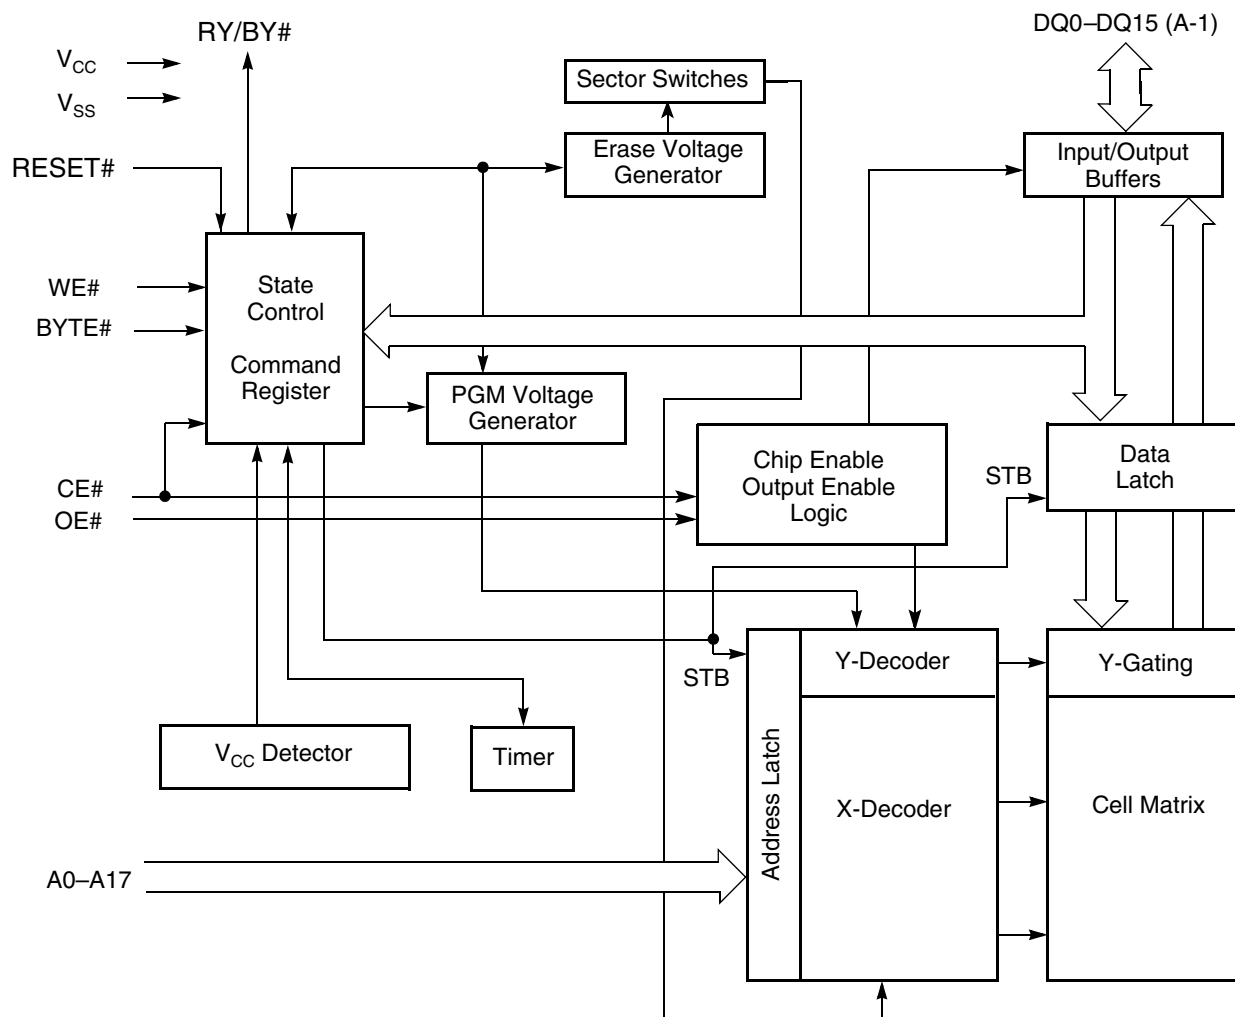 RY/BY#
DQ0–DQ15 (A-1)
VCC
VSS
Sector Switches
Erase Voltage
Generator
Input/Output
Buffers
RESET#
WE#
BYTE#
State
Control
Command
Register
PGM Voltage
Generator
CE#
OE#
Chip Enable
Output Enable
Logic
STB
Data
Latch
STB
Y-Decoder
Y-Gating
VCC Detector
Timer
Address Latch
X-Decoder
Cell Matrix
A0–A17